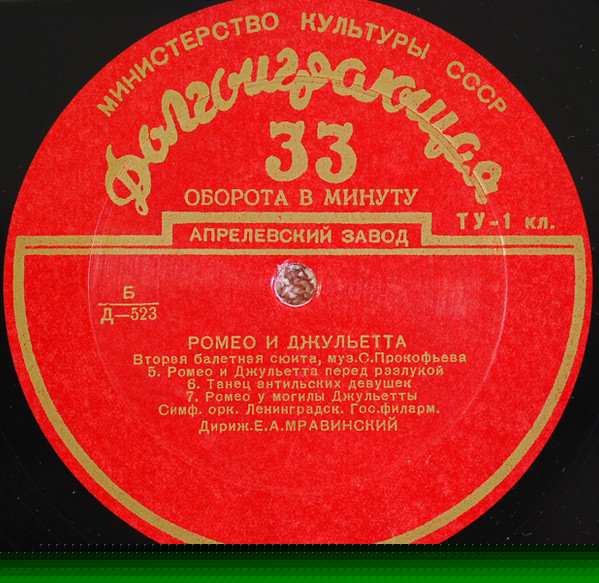 МИНИСТЕРСТВО КУЛЬТУРЫ СССР
Долгоиграющая
33
ОБОРОТА В МИНУТУ
ТУ-1 кл.
АПРЕЛЕВСКИЙ ЗАВОД
Б
Д—523
РОМЕО И ДЖУЛЬЕТТА
Вторая балетная сюита, муз.С.Прокофьева
5. Ромео и Джульетта перед разлукой
6. Танец антильских девушек
7. Ромео у могилы Джульетты
Симф. орк. Ленинградск. Гос.филарм.
Дириж.Е.А.МРАВИНСКИЙ